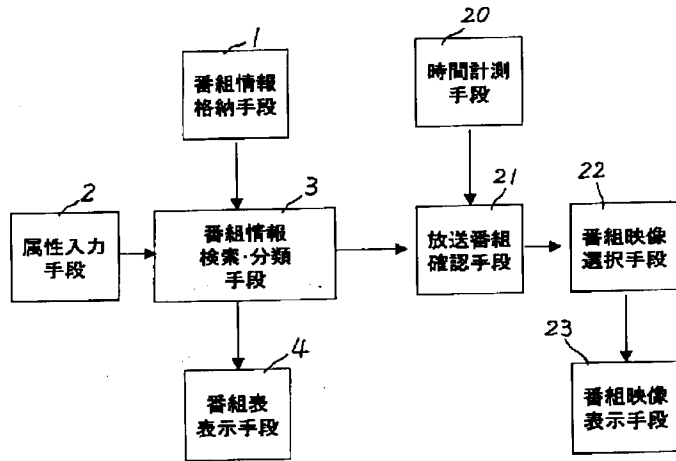 1
番組情報
格納手段
20
時間計測
手段
2
属性入力
手段
3
番組情報
検索・分類
手段
21
放送番組
確認手段
22
番組映像
選択手段
4
番組表
表示手段
23
番組映像
表示手段